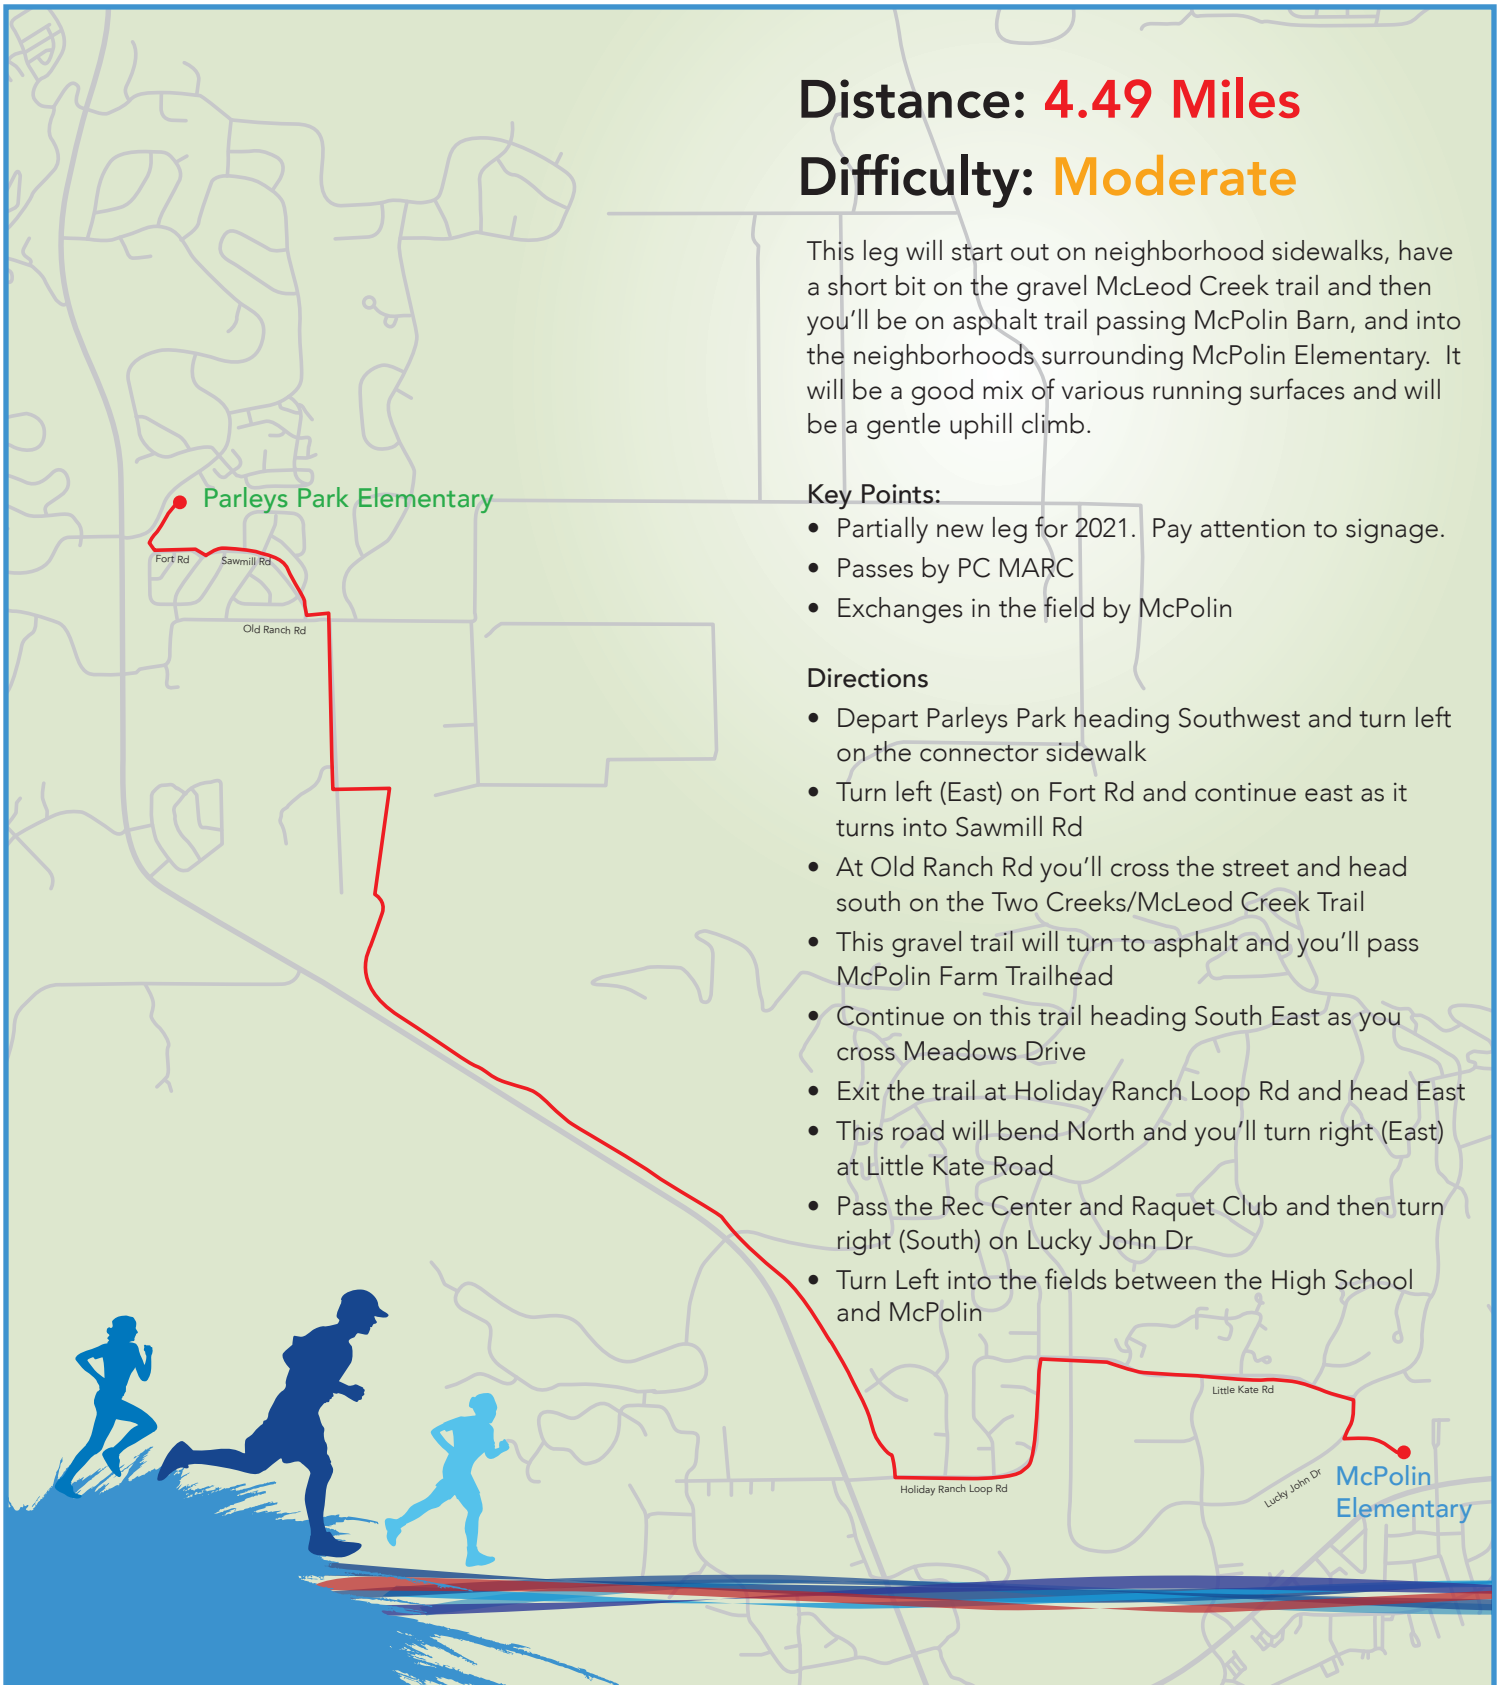 Distance: 4.49 Miles
Difficulty: Moderate
This leg will start out on neighborhood sidewalks, have
a short bit on the gravel McLeod Creek trail and then
you'll be on asphalt trail passing McPolin Barn, and into
the neighborhoods surrounding McPolin Elementary.  It
will be a good mix of various running surfaces and will
be a gentle uphill climb.
Key Points:
• Partially new leg for 2021.  Pay attention to signage.
• Passes by PC MARC
• Exchanges in the field by McPolin
Directions
• Depart Parleys Park heading Southwest and turn left
on the connector sidewalk
• Turn left (East) on Fort Rd and continue east as it
turns into Sawmill Rd
• At Old Ranch Rd you'll cross the street and head
south on the Two Creeks/McLeod Creek Trail
• This gravel trail will turn to asphalt and you'll pass
McPolin Farm Trailhead
• Continue on this trail heading South East as you
cross Meadows Drive
• Exit the trail at Holiday Ranch Loop Rd and head East
• This road will bend North and you'll turn right (East)
at Little Kate Road
• Pass the Rec Center and Raquet Club and then turn
right (South) on Lucky John Dr
• Turn Left into the fields between the High School
and McPolin
Parleys Park Elementary
Fort Rd
Sawmill Rd
Old Ranch Rd
Little Kate Rd
Holiday Ranch Loop Rd
Lucky John Dr
McPolin
Elementary